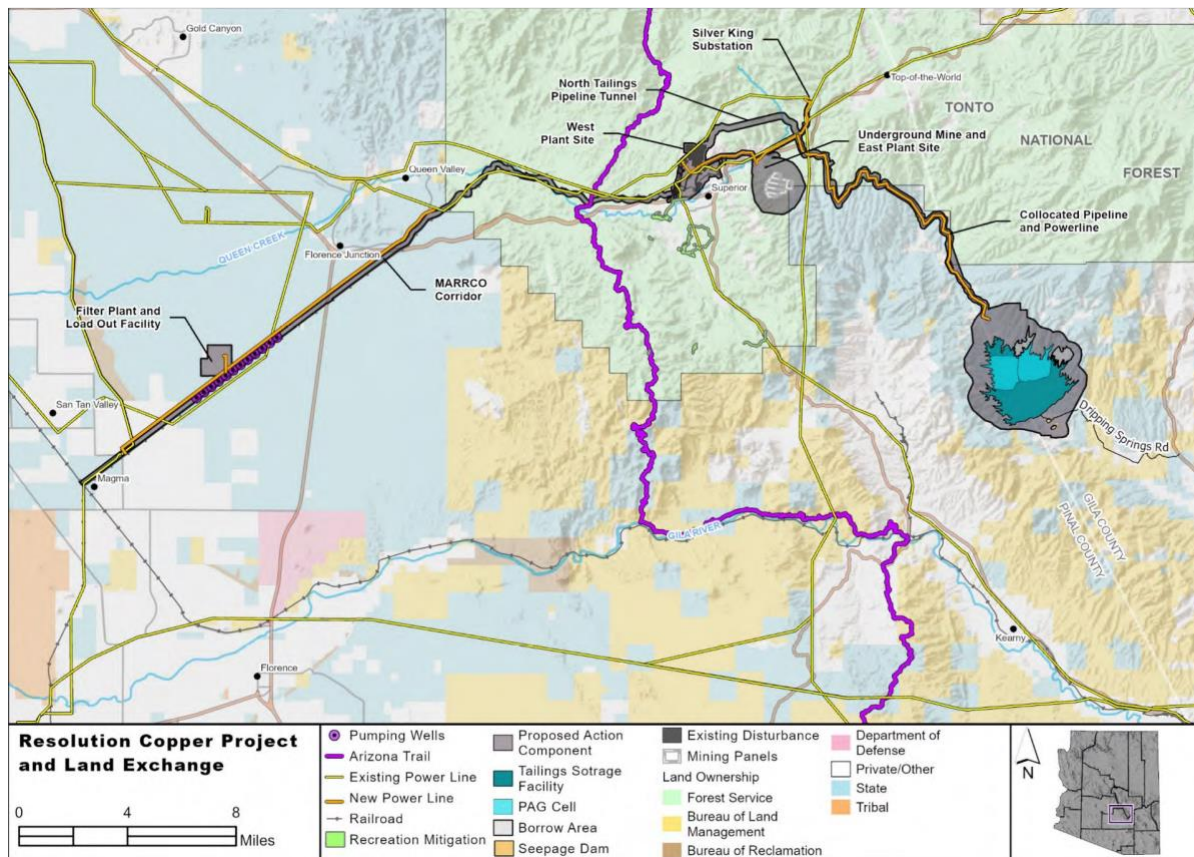 Gold Canyon
Silver King
Substation
Top-of-the-World
North Tailings
Pipeline Tunnel
TONTO
West
Plant Site
Underground Mine and
East Plant Site
NATIONAL
FOREST
Queen Valley
Superior
Collocated Pipeline
and Powerline
QUEEN CREEK
Florence Junction
MARRCO
Corridor
Filter Plant and
Load Out Facility
San Tan Valley
Dripping Springs Rd
Magma
GILA RIVER
GILA COUNTY
PINAL COUNTY
Kearny
Florence
Resolution Copper Project
and Land Exchange
0 4 8
Miles
Pumping Wells
Arizona Trail
Existing Power Line
New Power Line
Railroad
Recreation Mitigation
Proposed Action
Component
Tailings Sotrage
Facility
PAG Cell
Borrow Area
Seepage Dam
Existing Disturbance
Mining Panels
Land Ownership
Forest Service
Bureau of Land
Management
Bureau of Reclamation
Department of
Defense
Private/Other
State
Tribal
N